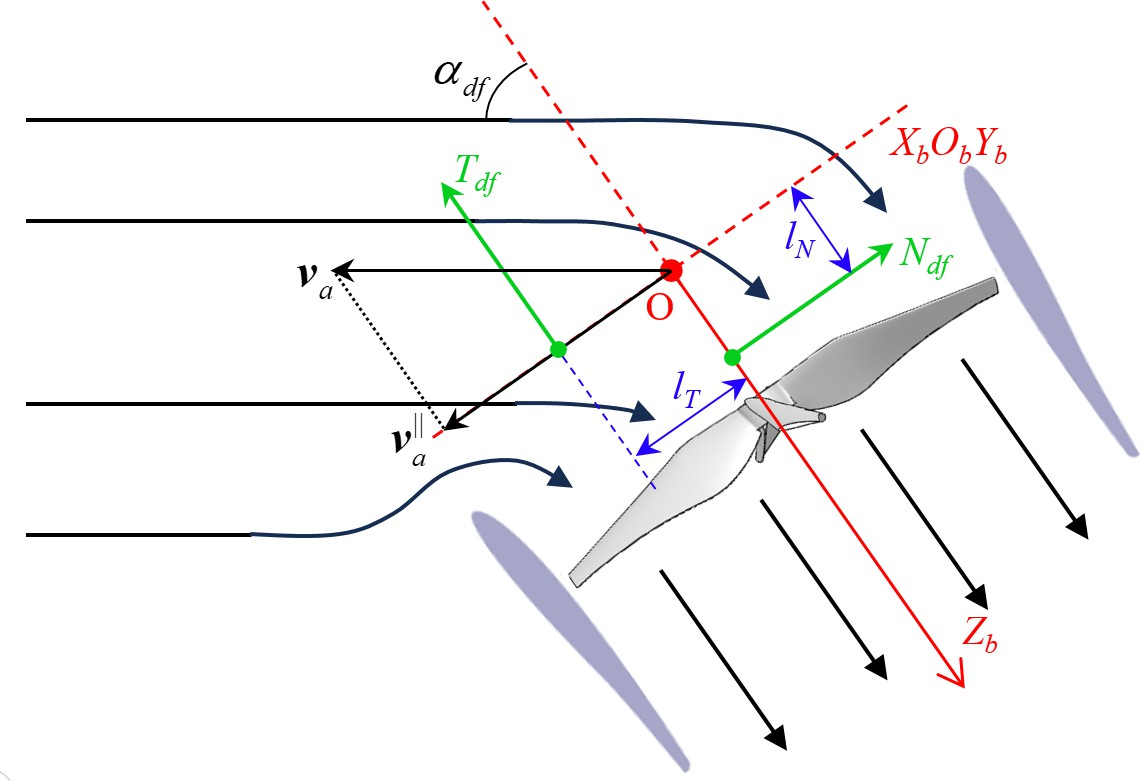 α_df
X_bO_bY_b
T_df
l_N
N_df
v_a
O
l_T
v_a^||
Z_b